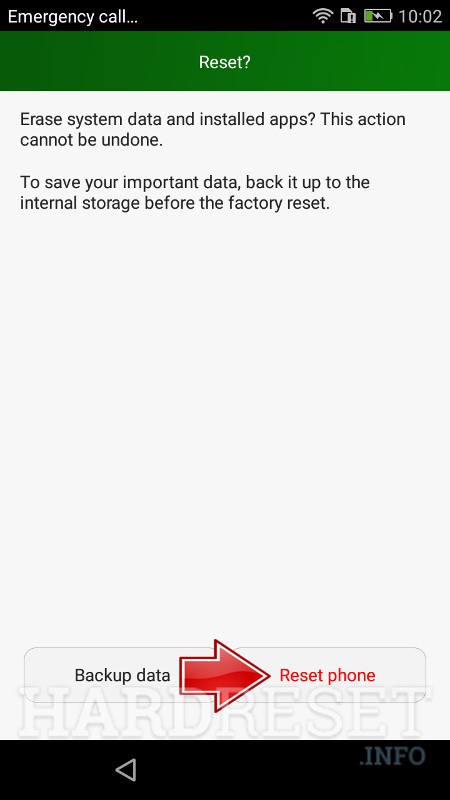 Emergency call... 10:02
Reset?
Erase system data and installed apps? This action
cannot be undone.
To save your important data, back it up to the
internal storage before the factory reset.
Backup data Reset phone
HARDRESET
.INFO